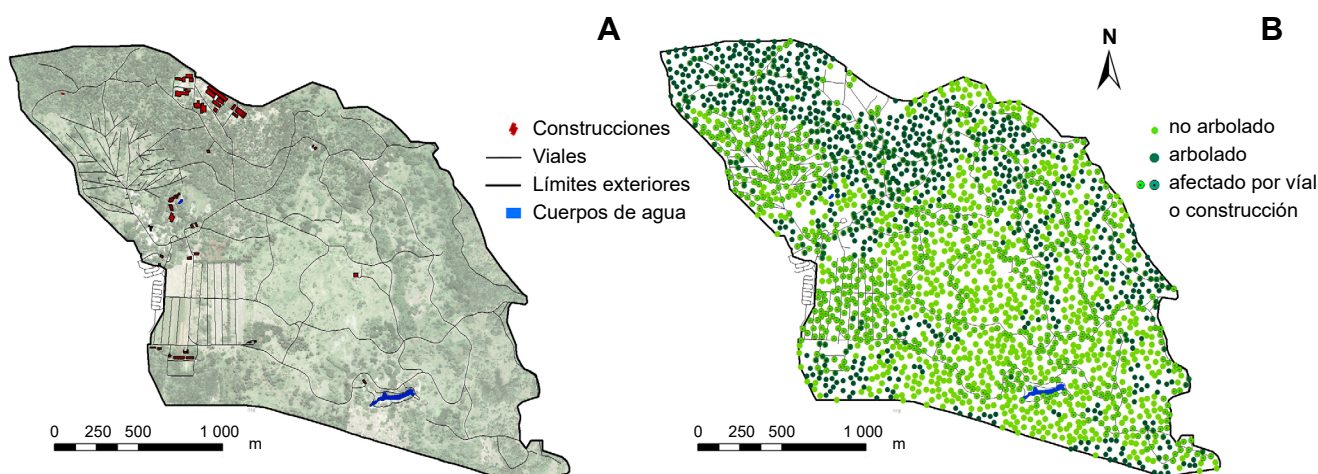 A
Construcciones
Viales
Límites exteriores
Cuerpos de agua
0 250 500 1 000 m
B
N
no arbolado
arbolado
afectado por víal
o construcción
0 250 500 1 000 m